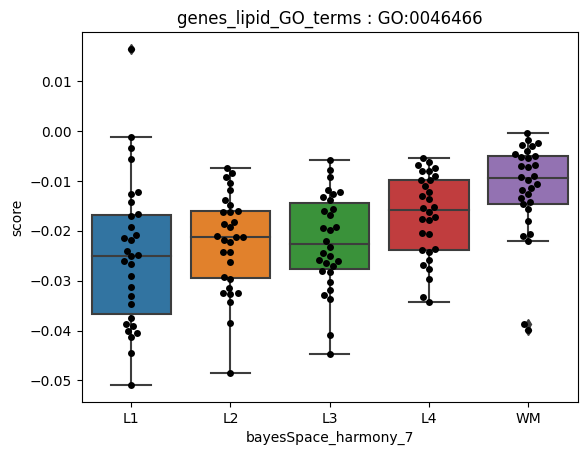 genes_lipid_GO_terms : GO:0046466
0.01
0.00
−0.01
−0.02
−0.03
−0.04
−0.05
score
L1 L2 L3 L4 WM
bayesSpace_harmony_7